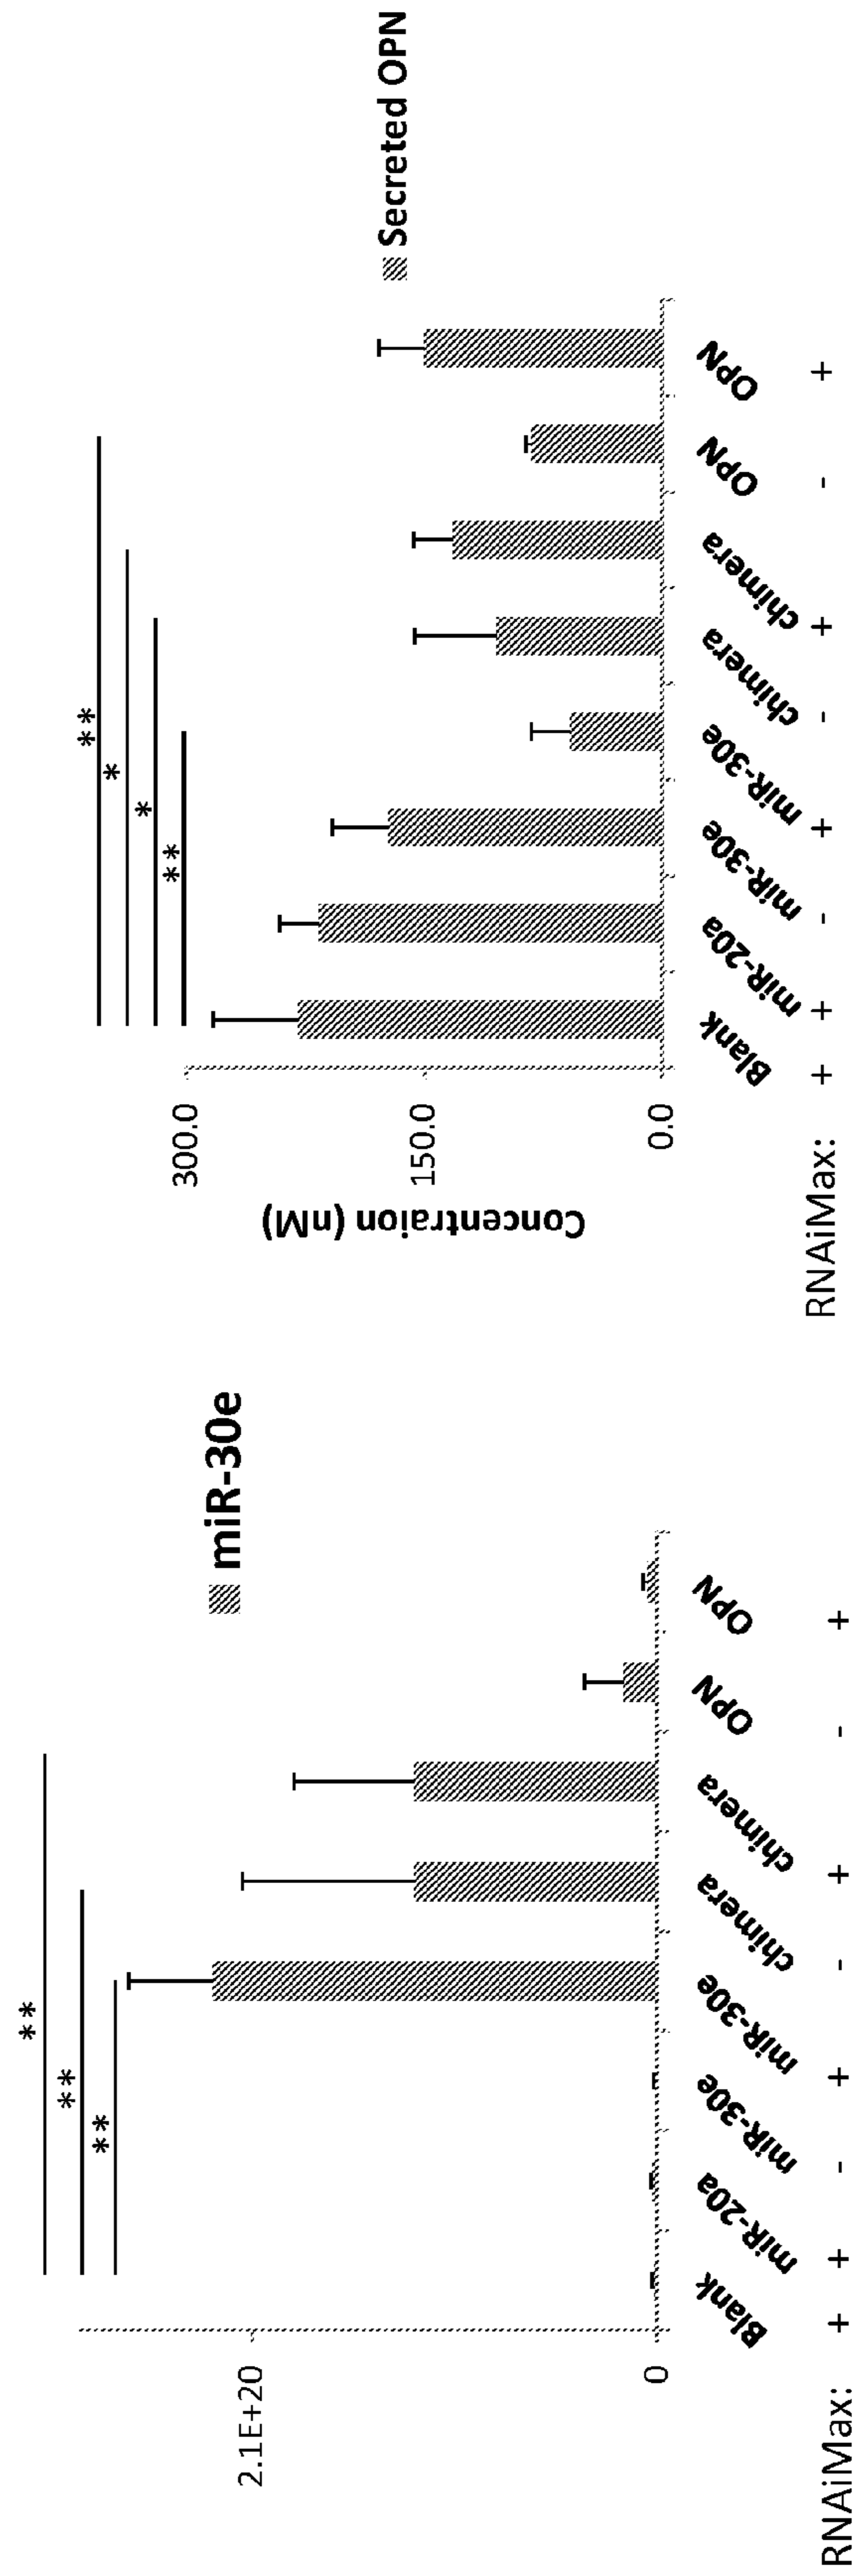 **
**
**
miR-30e
2.1E+20
0
Blank miR-20a miR-30e miR-30e chimera chimera OPN OPN
RNAiMax: + + - + - + - +
**
*
*
**
Secreted OPN
Concentraion (nM)
300.0
150.0
0.0
Blank miR-20a miR-30e miR-30e chimera chimera OPN OPN
RNAiMax: + + - + - + - +